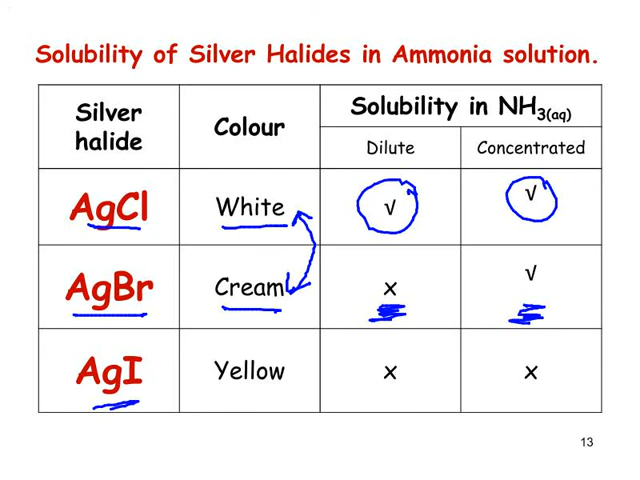 Solubility of Silver Halides in Ammonia solution.
Silver halide
Colour
Solubility in NH3(aq)
Dilute
Concentrated
AgCl
White
√
√
AgBr
Cream
x
√
AgI
Yellow
x
x
13